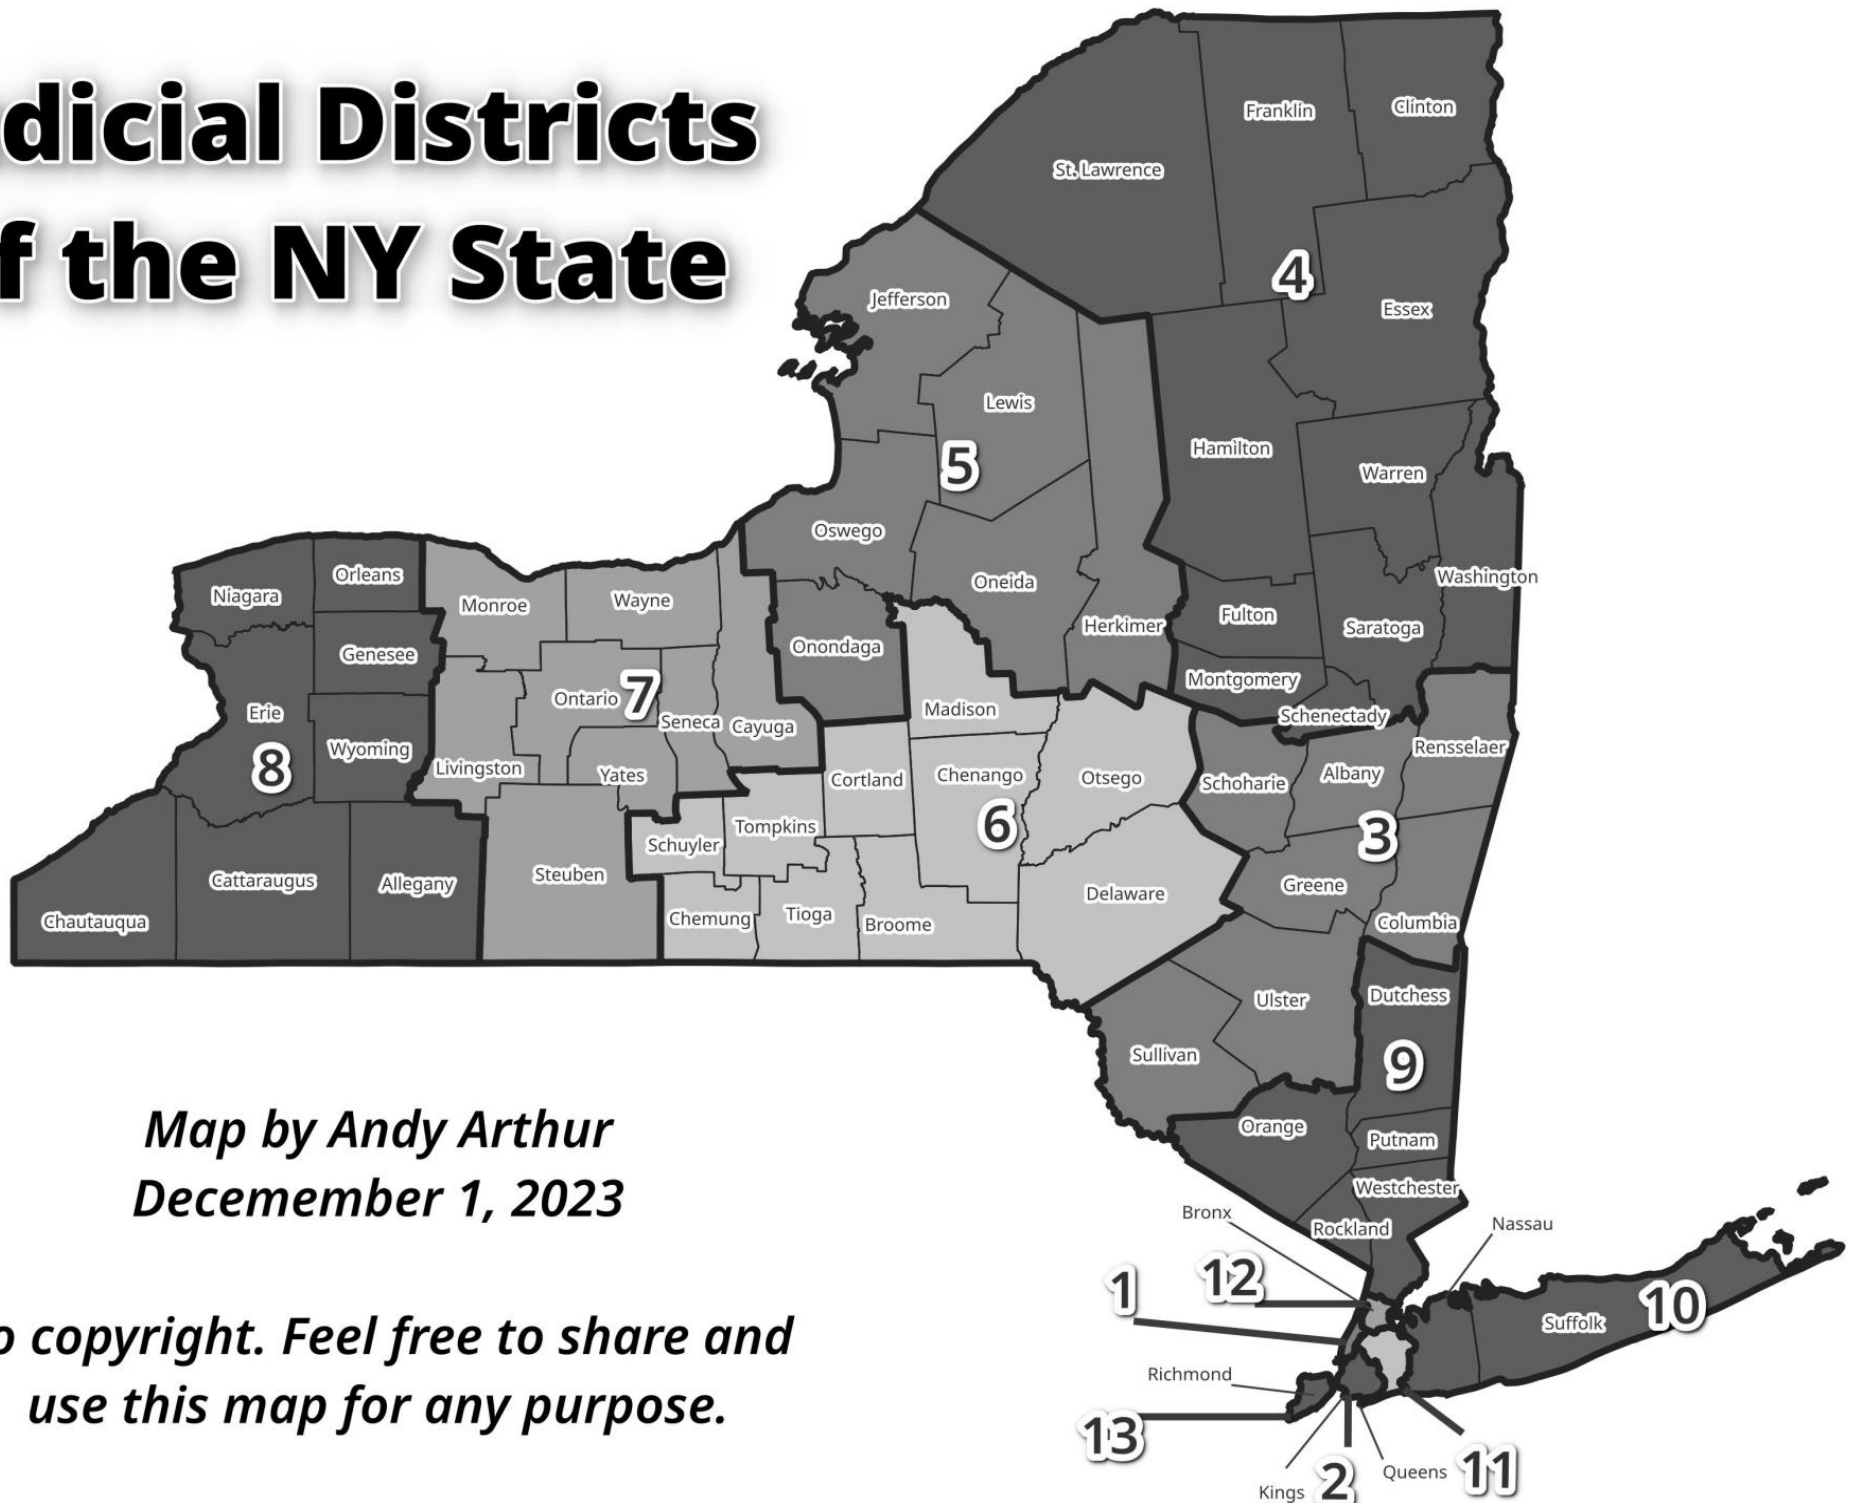 dicial Districts
f the NY State
Franklin
Clinton
St. Lawrence
4
Essex
Jefferson
Lewis
Hamilton
5
Warren
Oswego
Oneida
Washington
Orleans
Niagara
Monroe
Wayne
Fulton
Herkimer
Saratoga
Genesee
Onondaga
Montgomery
Ontario
7
Seneca
Cayuga
Madison
Schenectady
Erie
Wyoming
8
Livingston
Yates
Cortland
Chenango
Otsego
Schoharie
Albany
Rensselaer
6
3
Schuyler
Tompkins
Steuben
Cattaraugus
Allegany
Delaware
Greene
Chautauqua
Chemung
Tioga
Broome
Columbia
Ulster
Dutchess
Sullivan
9
Orange
Putnam
Westchester
Rockland
Bronx
Nassau
12
1
Suffolk
10
Richmond
13
Kings
2
Queens
11
Map by Andy Arthur
Decemember 1, 2023
o copyright. Feel free to share and
use this map for any purpose.